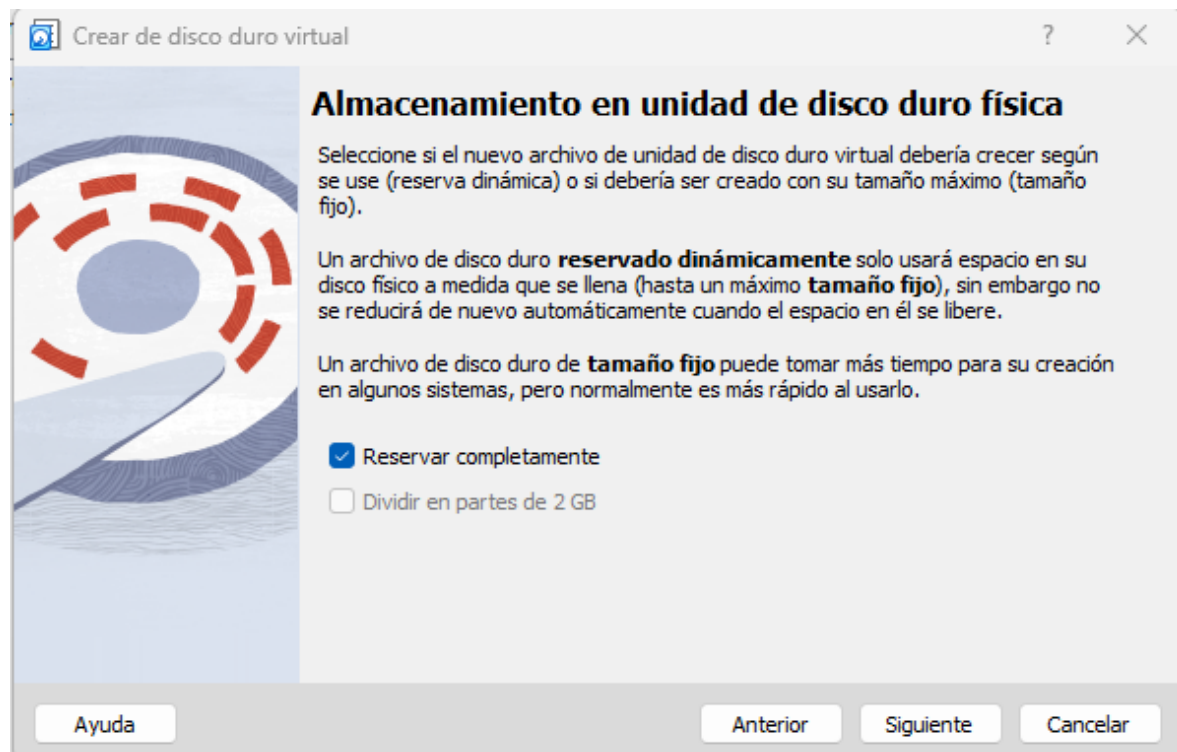 Crear de disco duro virtual
?
Almacenamiento en unidad de disco duro física
Seleccione si el nuevo archivo de unidad de disco duro virtual debería crecer según
se use (reserva dinámica) o si debería ser creado con su tamaño máximo (tamaño
fijo).
Un archivo de disco duro reservado dinámicamente solo usará espacio en su
disco físico a medida que se llena (hasta un máximo tamaño fijo), sin embargo no
se reducirá de nuevo automáticamente cuando el espacio en él se libere.
Un archivo de disco duro de tamaño fijo puede tomar más tiempo para su creación
en algunos sistemas, pero normalmente es más rápido al usarlo.
Reservar completamente
Dividir en partes de 2 GB
Ayuda
Anterior
Siguiente
Cancelar